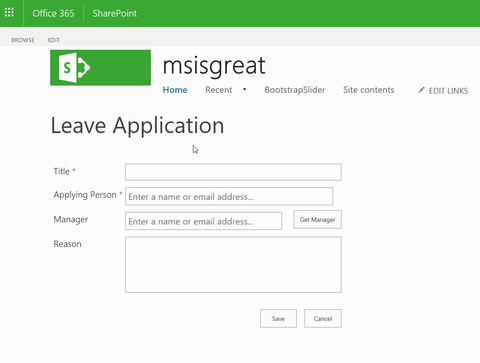 Office 365 SharePoint
BROWSE EDIT
S
msisgreat
Home Recent BootstrapSlider Site contents EDIT LINKS
Leave Application
Title *
Applying Person * Enter a name or email address...
Manager Enter a name or email address... Get Manager
Reason
Save Cancel